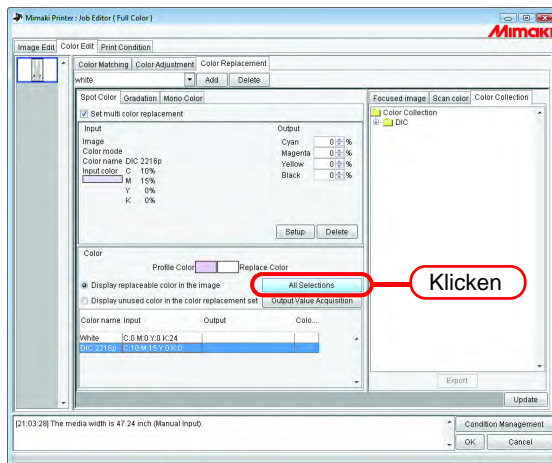 Mimaki Printer : Job Editor ( Full Color )
Mimaki
Image Edit Color Edit Print Condition
Color Matching Color Adjustment Color Replacement
white Add Delete
Spot Color Gradation Mono Color
Focused image Scan color Color Collection
Set multi color replacement
Color Collection
DIC
Input Output
Image Cyan 0 %
Color mode Magenta 0 %
Color name DIC 2216p Yellow 0 %
Input color C 10% Black 0 %
M 15%
Y 0%
K 0%
Setup Delete
Color
Profile Color Replace Color
Display replaceable color in the image All Selections
Klicken
Display unused color in the color replacement set Output Value Acquisition
Color name Input Output Colo...
White C:0 M:0 Y:0 K:24
DIC 2216p C:10 M:15 Y:0 K:0
Export
Update
[21:03:28] The media width is 47.24 inch (Manual Input).
Condition Management
OK Cancel